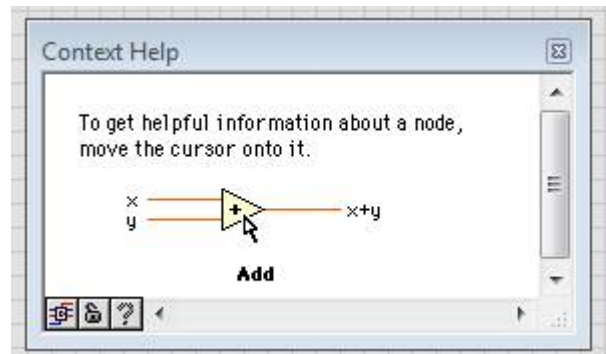 Context Help
To get helpful information about a node,
move the cursor onto it.
x
y
+
x+y
Add
?